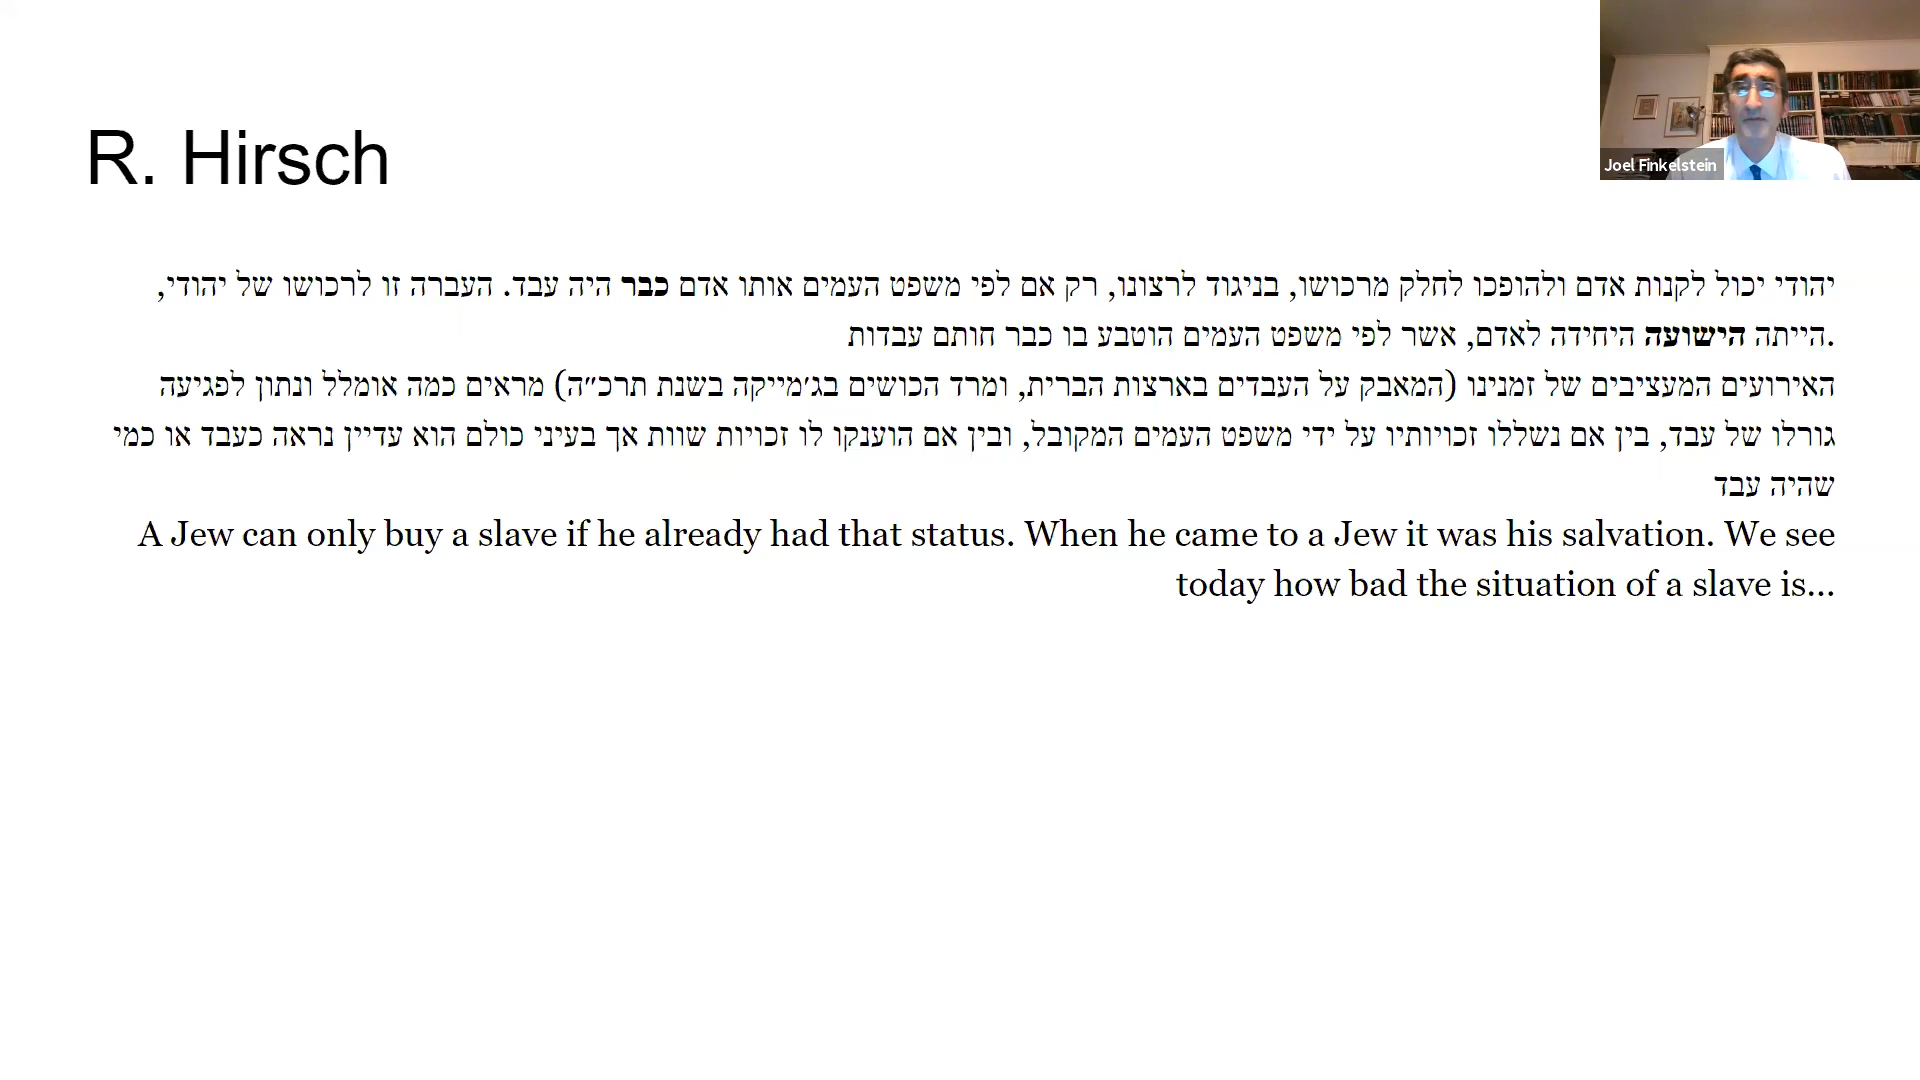 R. Hirsch
Joel Finkelstein
יהודי יכול לקנות אדם ולהופכו לחלק מרכושו, בניגוד לרצונו, רק אם לפי משפט העמים אותו אדם כבר היה עבד. העברה זו לרכושו של יהודי,
הייתה הישועה היחידה לאדם, אשר לפי משפט העמים הוטבע בו כבר חותם עבדות.
האירועים המעציבים של זמנינו (המאבק על העבדים בארצות הברית, ומרד הכושים בג׳מייקה בשנת תרכ״ה) מראים כמה אומלל ונתון לפגיעה
גורלו של עבד, בין אם נשללו זכויותיו על ידי משפט העמים המקובל, ובין אם הוענקו לו זכויות שוות אך בעיני כולם הוא עדיין נראה כעבד או כמי
שהיה עבד
A Jew can only buy a slave if he already had that status. When he came to a Jew it was his salvation. We see
today how bad the situation of a slave is...